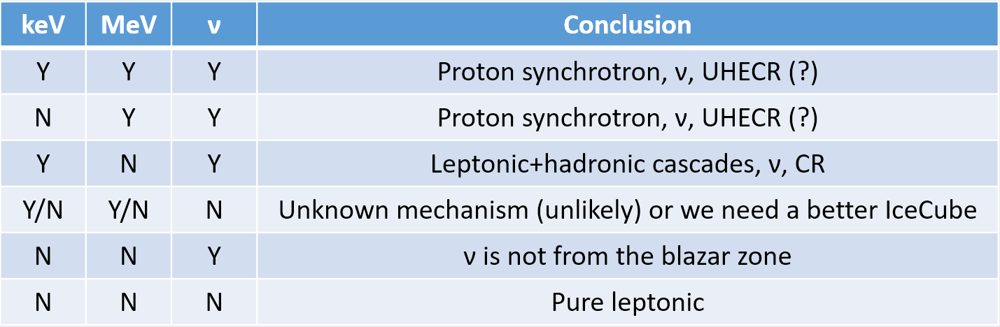 keV MeV ν Conclusion
Y Y Y Proton synchrotron, ν, UHECR (?)
N Y Y Proton synchrotron, ν, UHECR (?)
Y N Y Leptonic+hadronic cascades, ν, CR
Y/N Y/N N Unknown mechanism (unlikely) or we need a better IceCube
N N Y ν is not from the blazar zone
N N N Pure leptonic